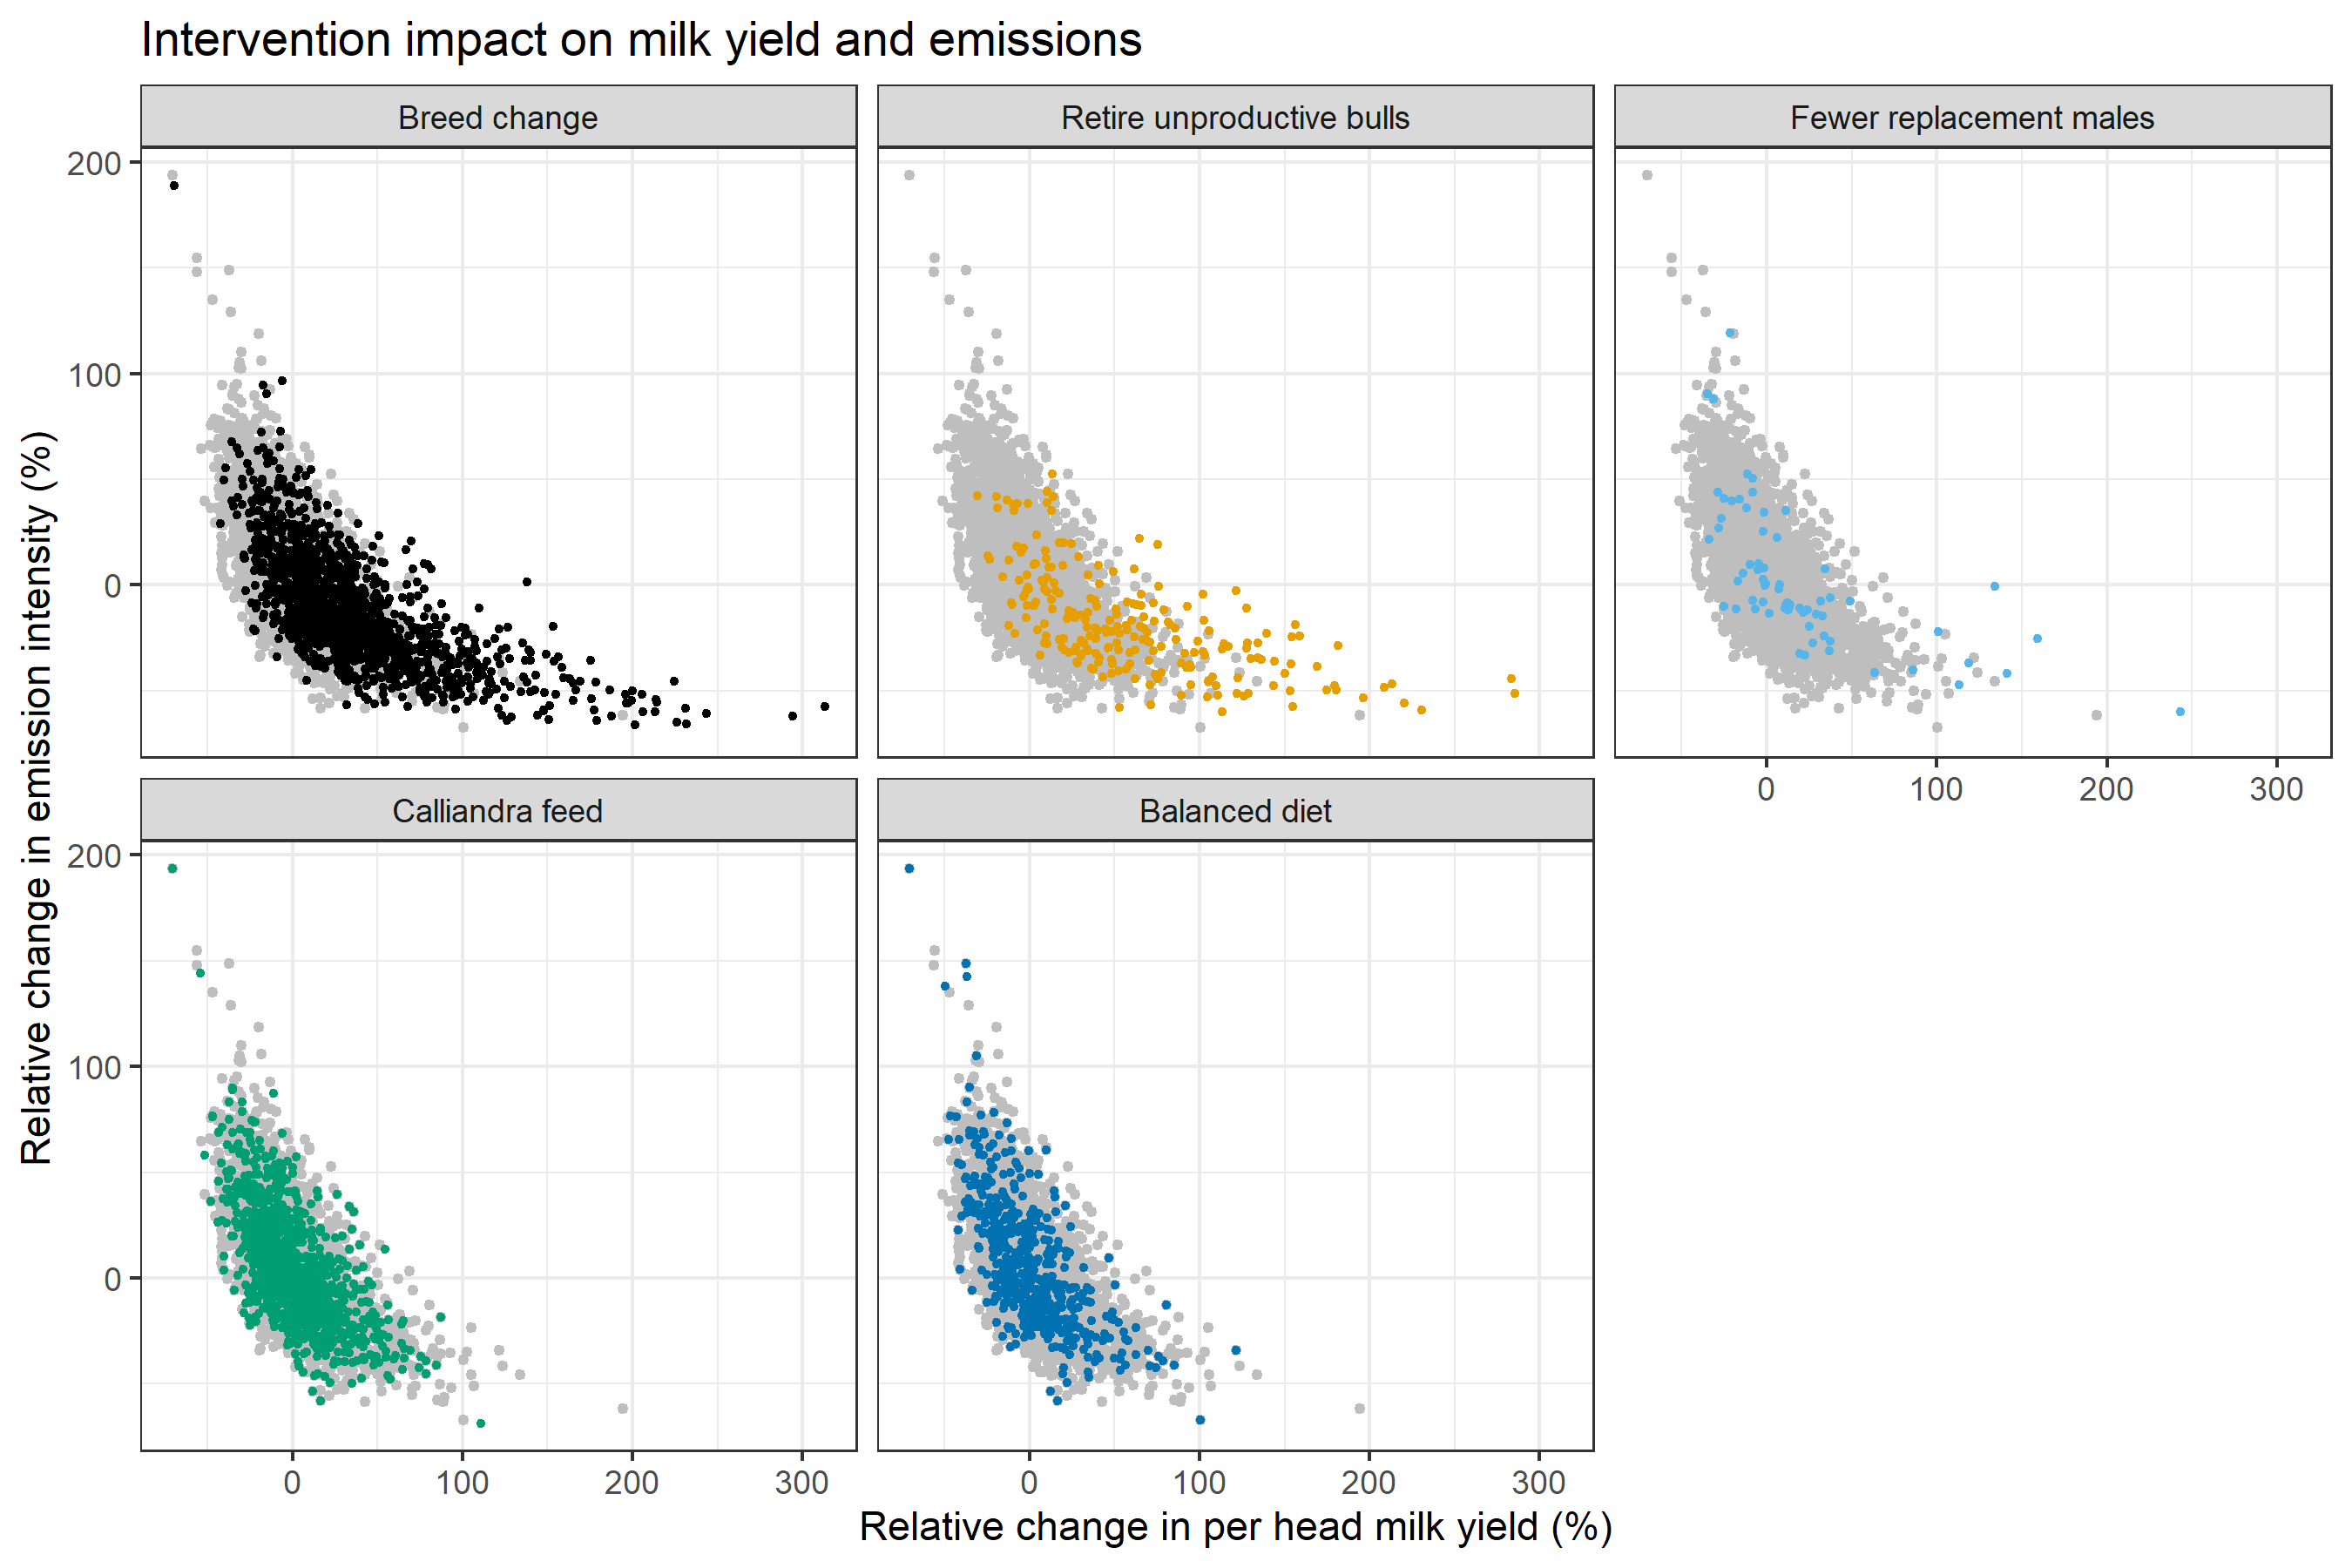 Intervention impact on milk yield and emissions
Breed change
Retire unproductive bulls
Fewer replacement males
200
100
0
0 100 200 300
Calliandra feed
Balanced diet
200
100
0
0 100 200 300
0 100 200 300
Relative change in emission intensity (%)
Relative change in per head milk yield (%)